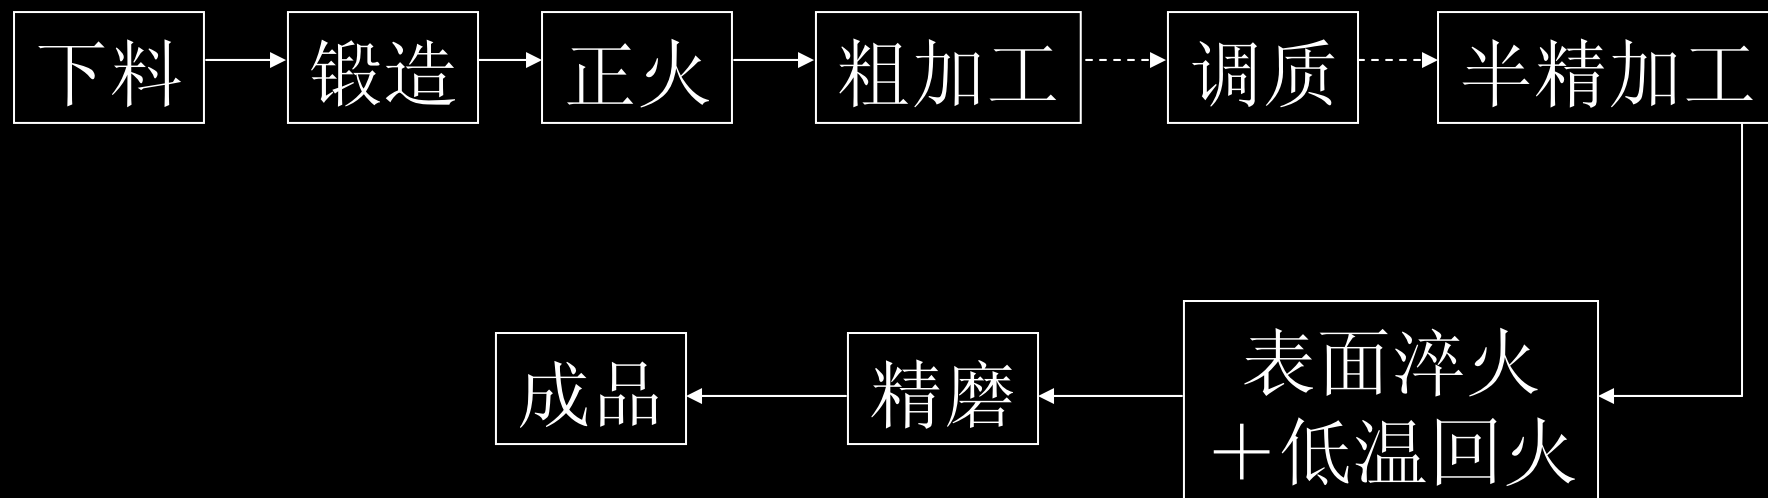 下料
锻造
正火
粗加工
调质
半精加工
表面淬火
＋低温回火
精磨
成品